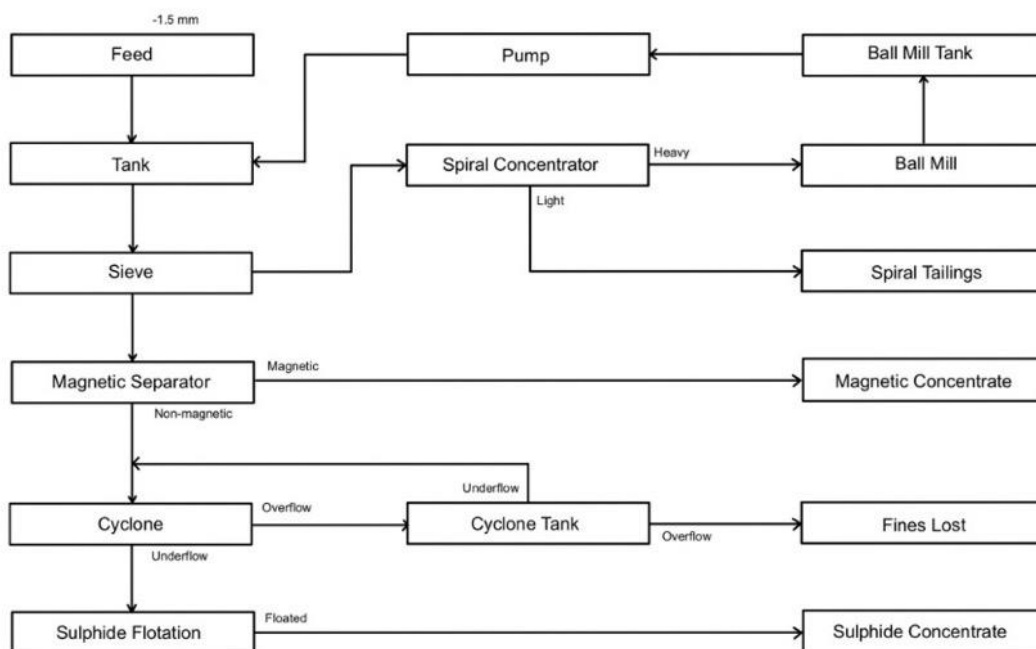 -1.5 mm
Feed
Pump
Ball Mill Tank
Tank
Spiral Concentrator
Heavy
Ball Mill
Light
Sieve
Spiral Tailings
Magnetic Separator
Magnetic
Magnetic Concentrate
Non-magnetic
Underflow
Cyclone
Overflow
Cyclone Tank
Overflow
Fines Lost
Underflow
Sulphide Flotation
Floated
Sulphide Concentrate